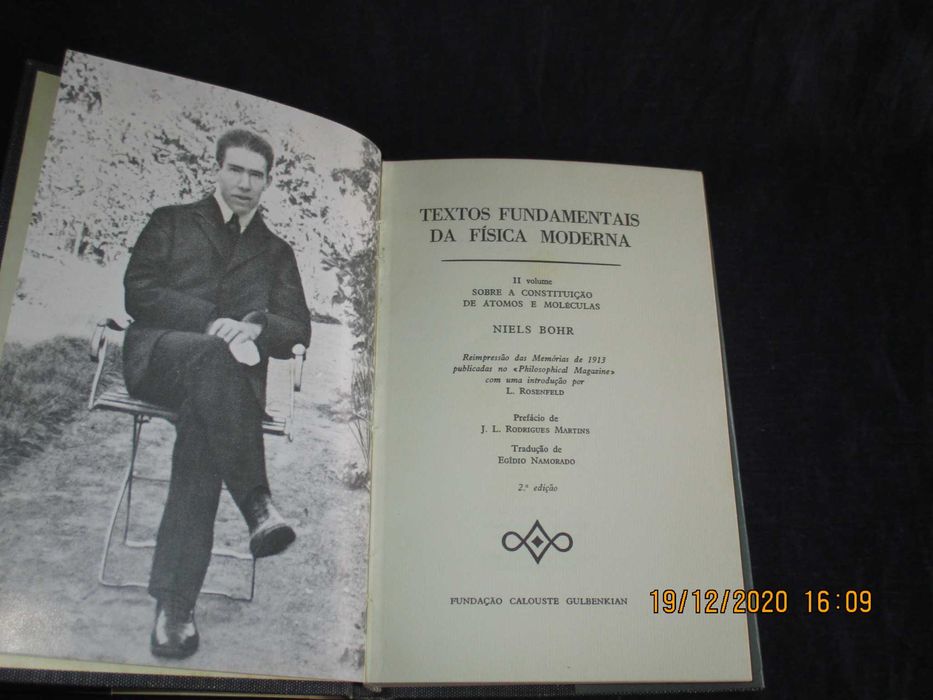 TEXTOS FUNDAMENTAIS
DA FÍSICA MODERNA
II volume
SOBRE A CONSTITUIÇÃO
DE ÁTOMOS E MOLÉCULAS
NIELS BOHR
Reimpressão das Memórias de 1913
publicadas no «Philosophical Magazine»
com uma introdução por
L. ROSENFELD
Prefácio de
J. L. RODRIGUES MARTINS
Tradução de
EGÍDIO NAMORADO
2.ª edição
FUNDAÇÃO CALOUSTE GULBENKIAN
19/12/2020 16:09